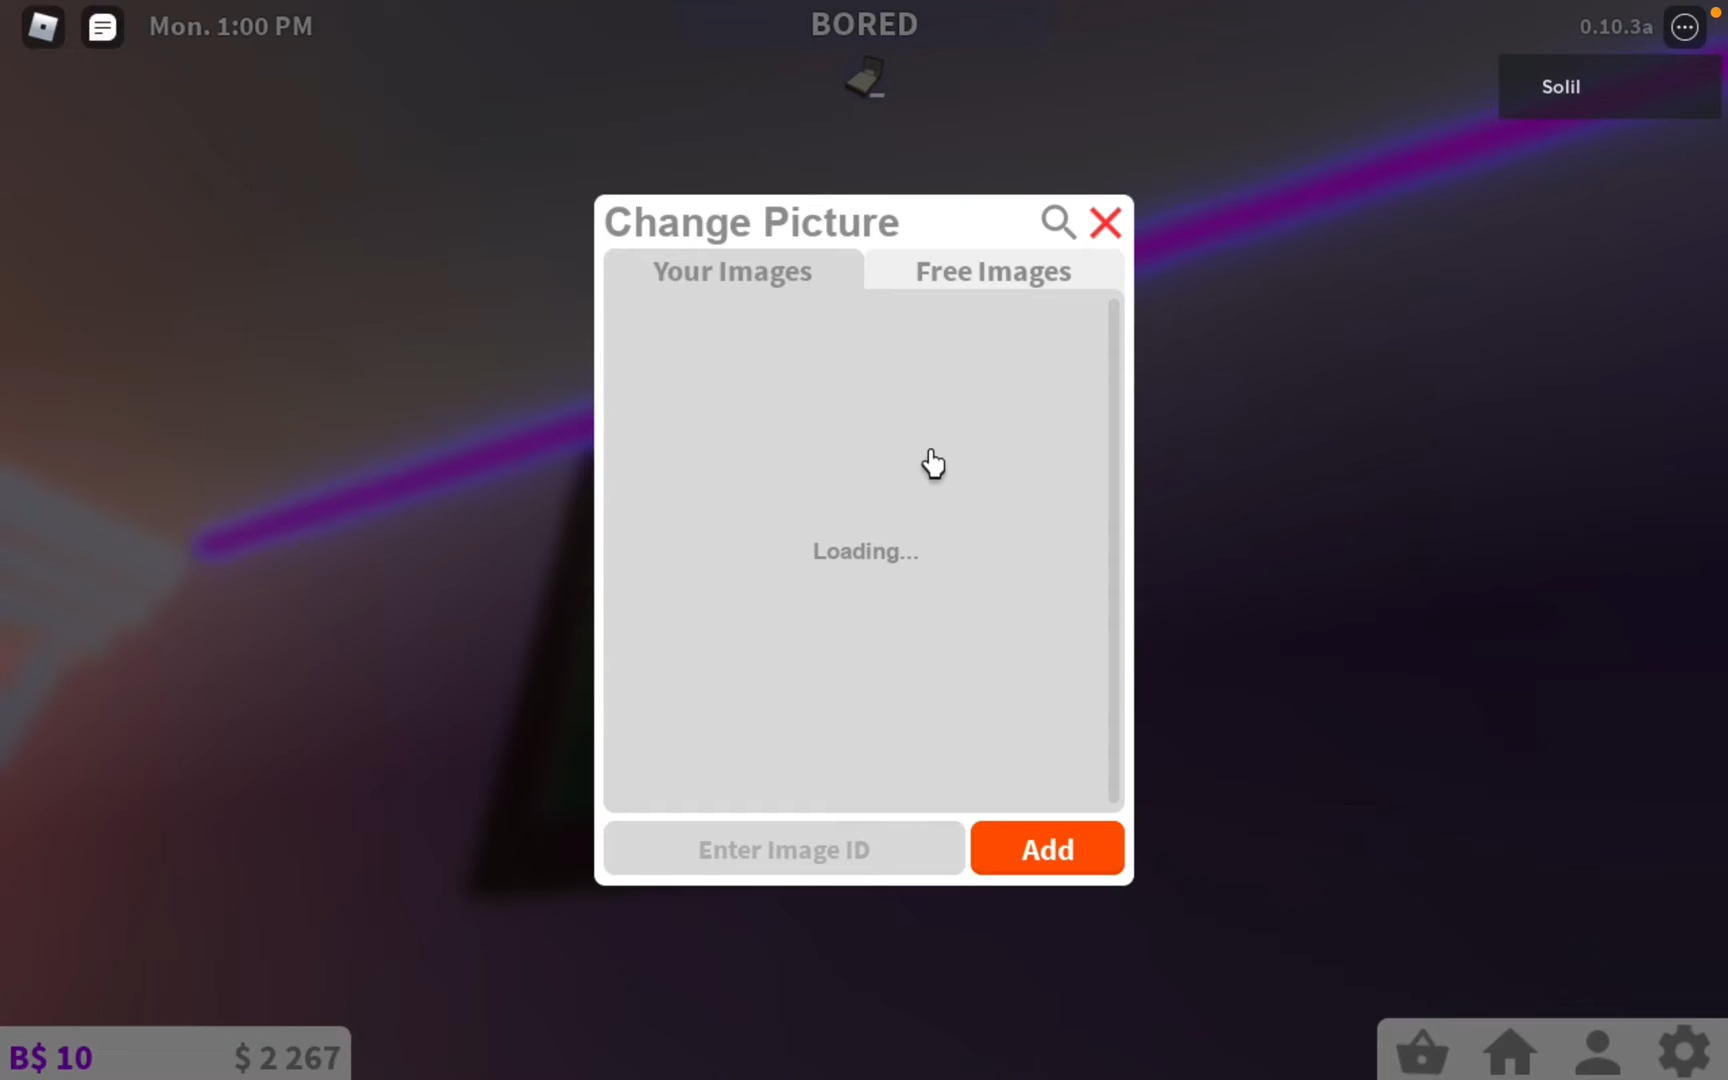 Mon. 1:00 PM
BORED
0.10.3a
Solil
Change Picture
Your Images
Free Images
Loading...
Enter Image ID
Add
B$ 10
$ 2 267